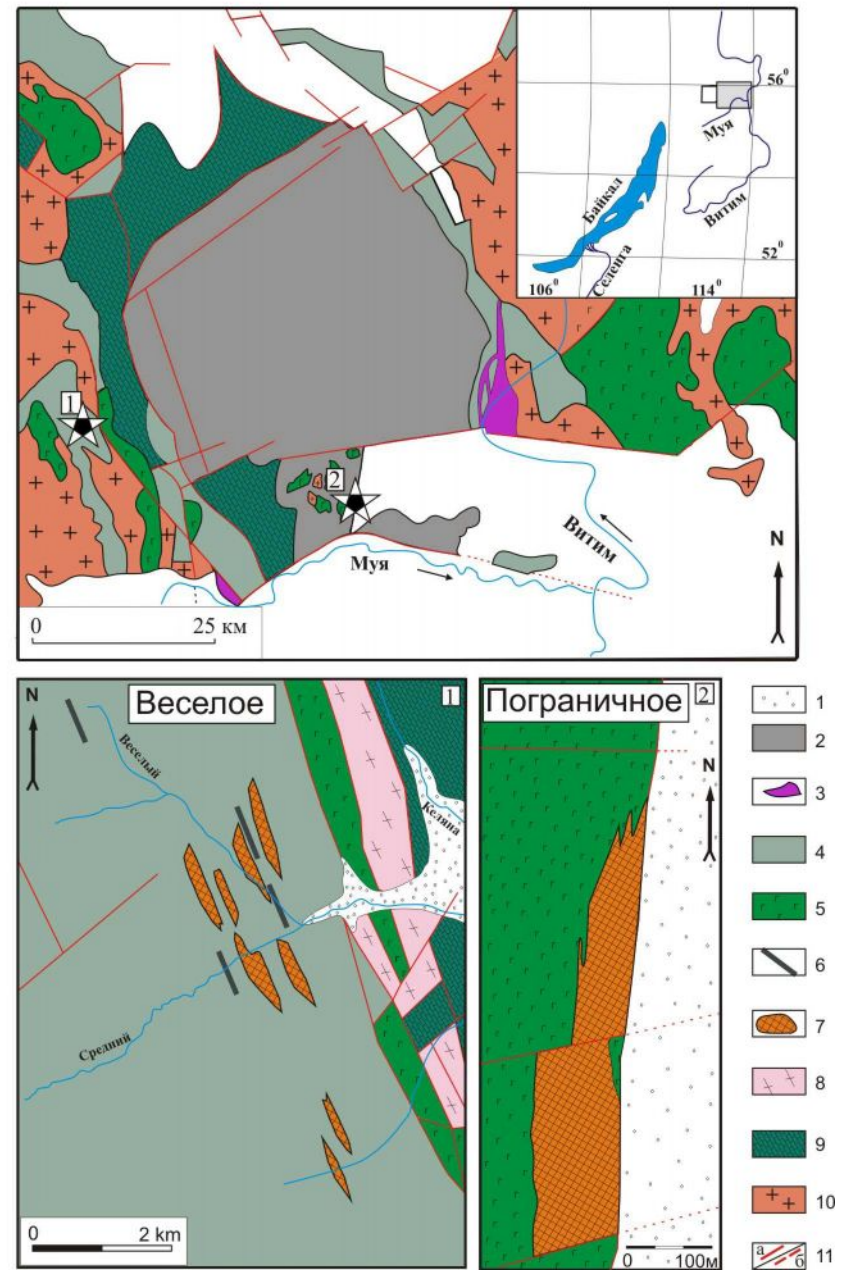 56⁰
Муя
Витим
Байкал
Селенга
52⁰
106⁰
114⁰
1
2
Витим
Муя
N
0 25 км
Веселое
1
N
Веселый
Келяна
Средний
0 2 km
Пограничное
2
N
0 100м
1
2
3
4
5
6
7
8
9
10
а б 11